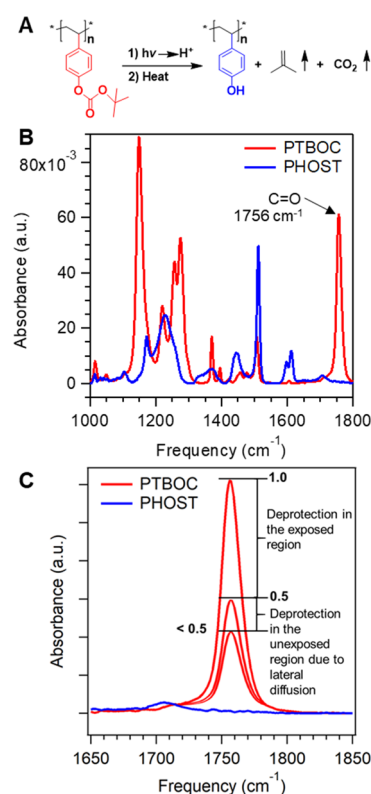 A
* * n
O O
O
1) hν → H⁺
2) Heat
* * n
OH
+ + CO₂
B
80x10⁻³
60
40
20
0
Absorbance (a.u.)
PTBOC
PHOST
C=O
1756 cm⁻¹
1000 1200 1400 1600 1800
Frequency (cm⁻¹)
C
Absorbance (a.u.)
PTBOC
PHOST
1.0
Deprotection in
the exposed
region
0.5
< 0.5
Deprotection
in the
unexposed
region due to
lateral
diffusion
1650 1700 1750 1800 1850
Frequency (cm⁻¹)